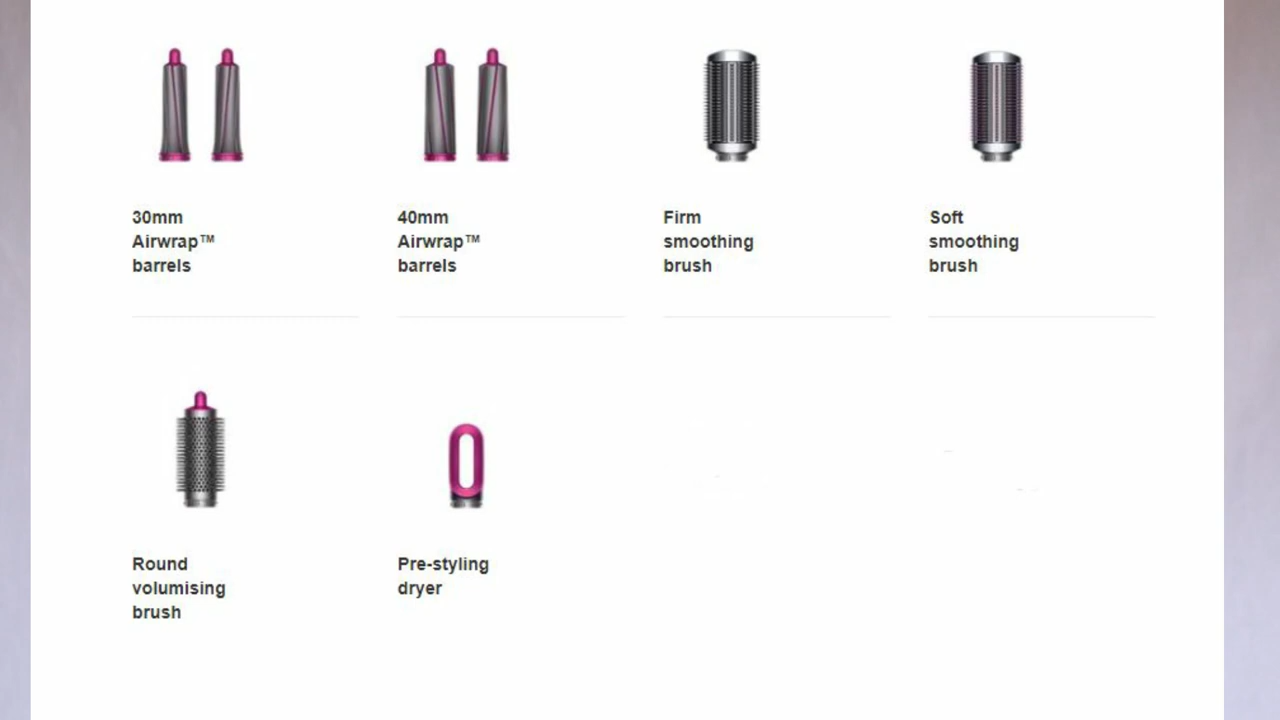 30mm
Airwrap™
barrels
40mm
Airwrap™
barrels
Firm
smoothing
brush
Soft
smoothing
brush
Round
volumising
brush
Pre-styling
dryer